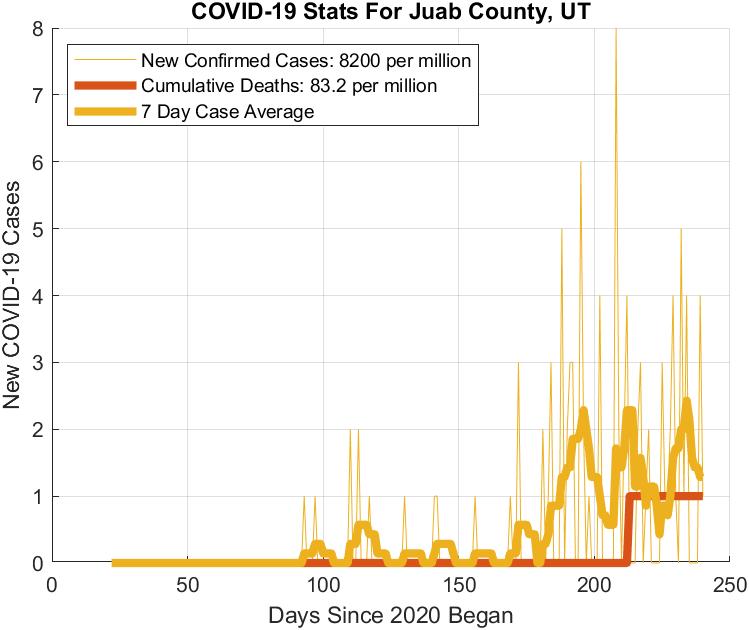 COVID-19 Stats For Juab County, UT
New Confirmed Cases: 8200 per million
Cumulative Deaths: 83.2 per million
7 Day Case Average
New COVID-19 Cases
8
7
6
5
4
3
2
1
0
0 50 100 150 200 250
Days Since 2020 Began